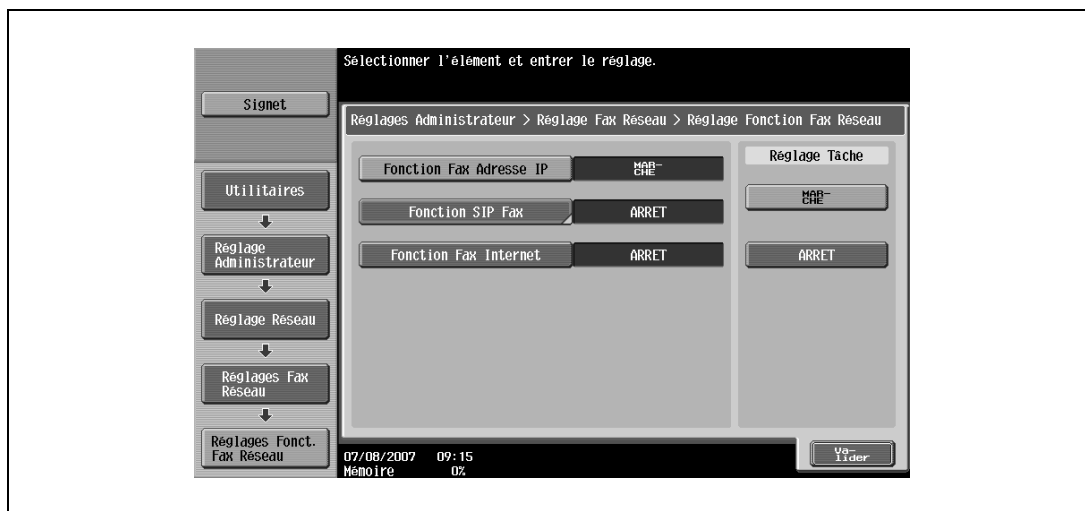 Sélectionner l'élément et entrer le réglage.
Signet
Réglages Administrateur > Réglage Fax Réseau > Réglage Fonction Fax Réseau
Utilitaires
Réglage
Administrateur
Réglage Réseau
Réglages Fax
Réseau
Réglages Fonct.
Fax Réseau
Fonction Fax Adresse IP
MAR-
CHE
Fonction SIP Fax
ARRET
Fonction Fax Internet
ARRET
Réglage Tâche
MAR-
CHE
ARRET
07/08/2007 09:15
Mémoire 0%
Va-
lider